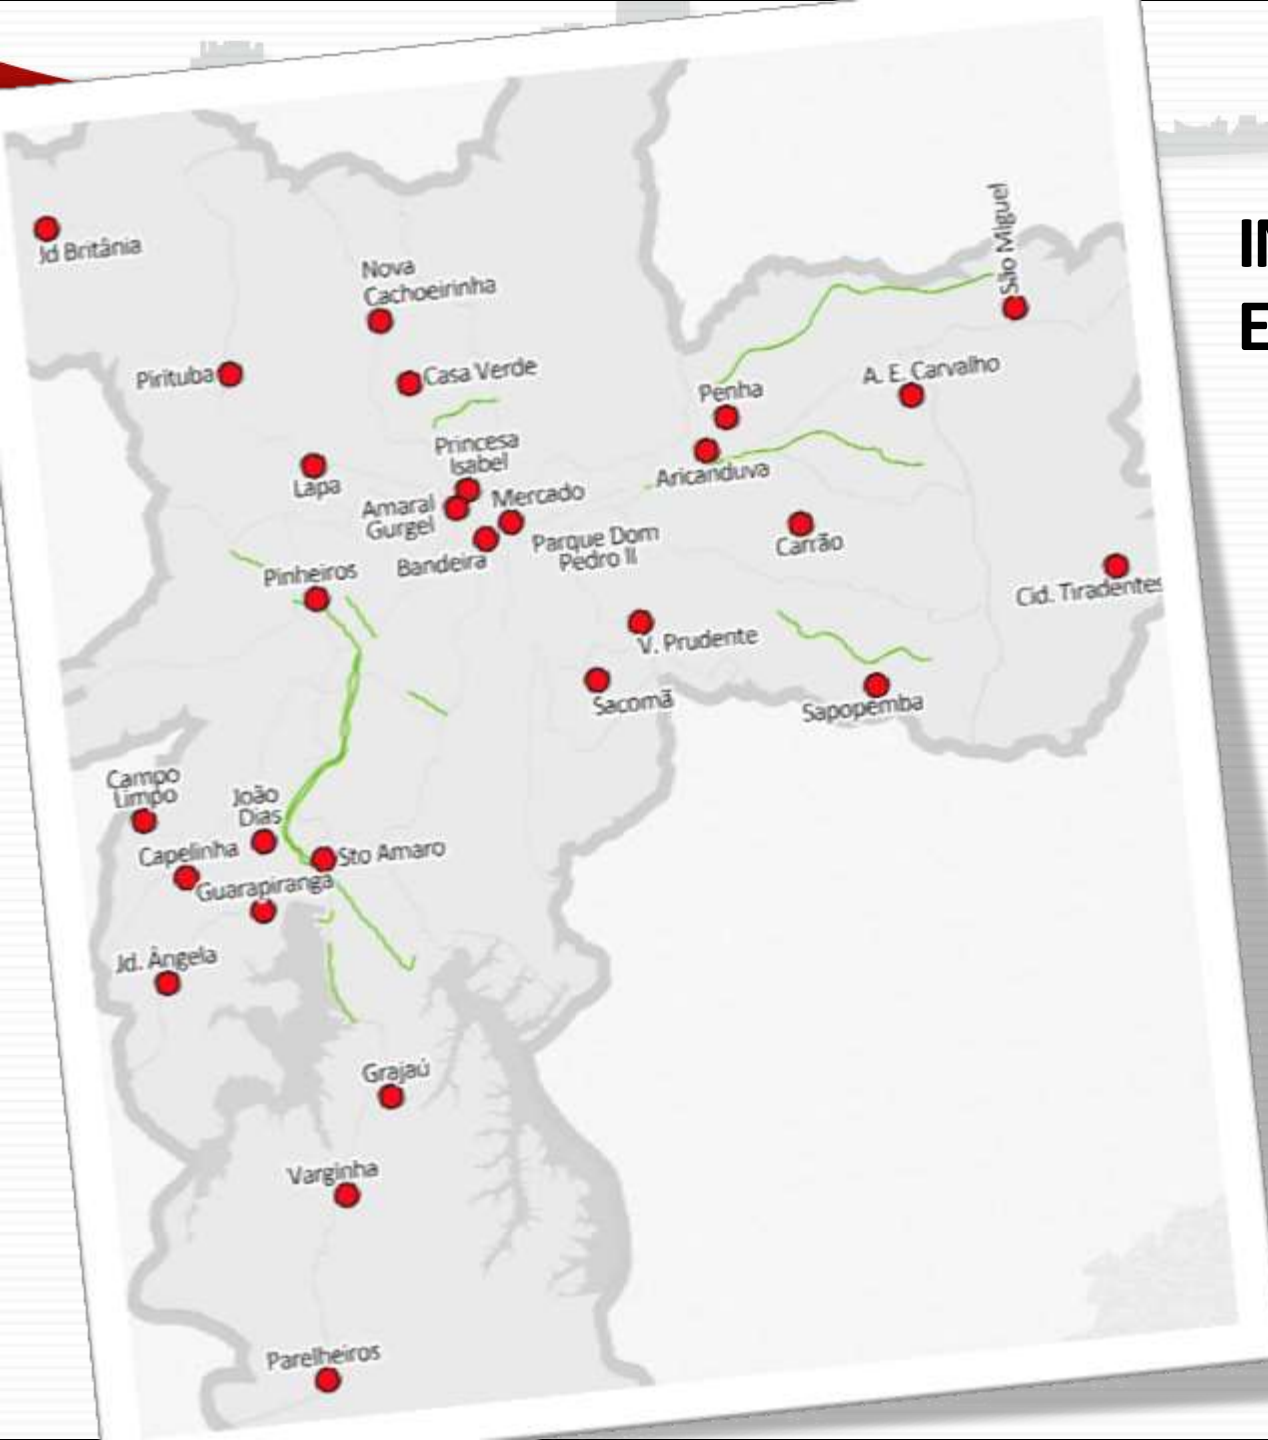 São Miguel
Jd Britânia
Nova
Cachoeirinha
Pirituba
Casa Verde
Penha
A. E. Carvalho
Princesa
Isabel
Lapa
Aricanduva
Amaral
Gurgel
Mercado
Bandeira
Parque Dom
Pedro II
Carrão
Pinheiros
Cid. Tiradentes
V. Prudente
Sacomã
Sapopemba
Campo
Limpo
João
Dias
Capelinha
Sto Amaro
Guarapiranga
Jd. Ângela
Grajaú
Varginha
Parelheiros